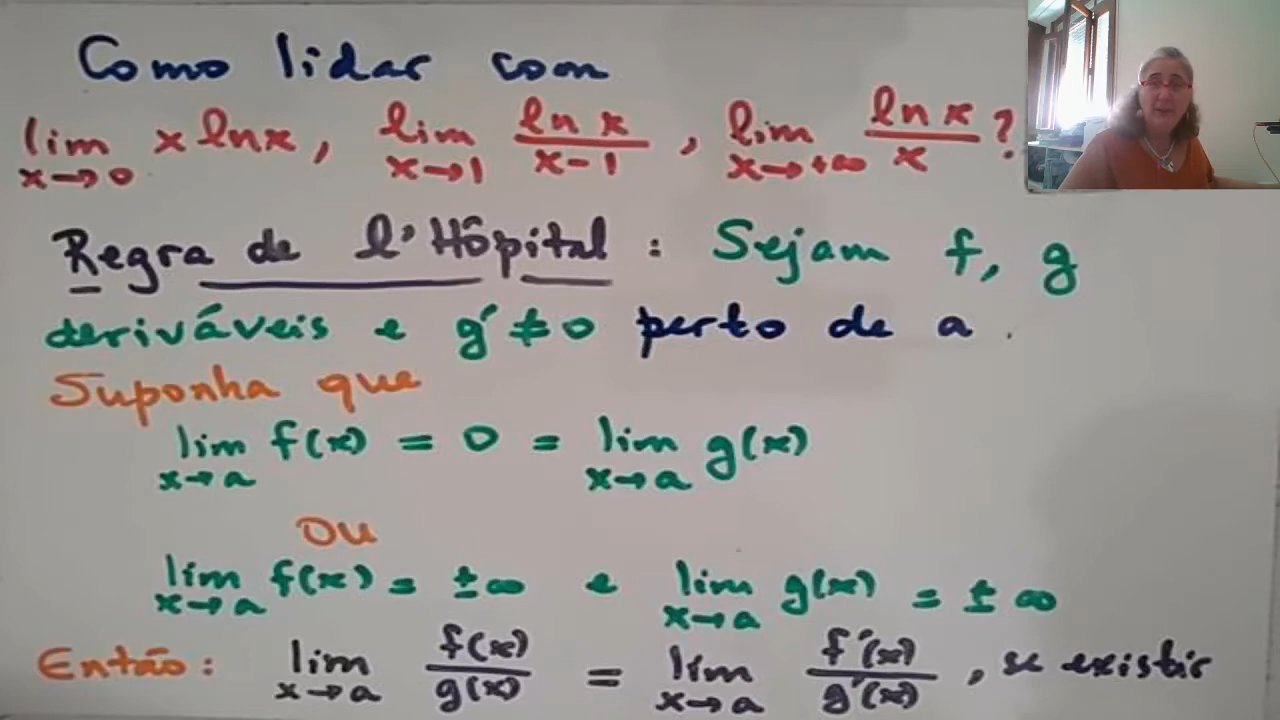 Como lidar com
lim x→0 x ln x, lim x→1 ln x / x-1, lim x→+∞ ln x / x ?
Regra de l'Hôpital: Sejam f, g
deriváveis e g' ≠ 0 perto de a.
Suponha que
lim x→a f(x) = 0 = lim x→a g(x)
OU
lim x→a f(x) = ±∞ e lim x→a g(x) = ±∞
Então: lim x→a f(x) / g(x) = lim x→a f'(x) / g'(x), se existir